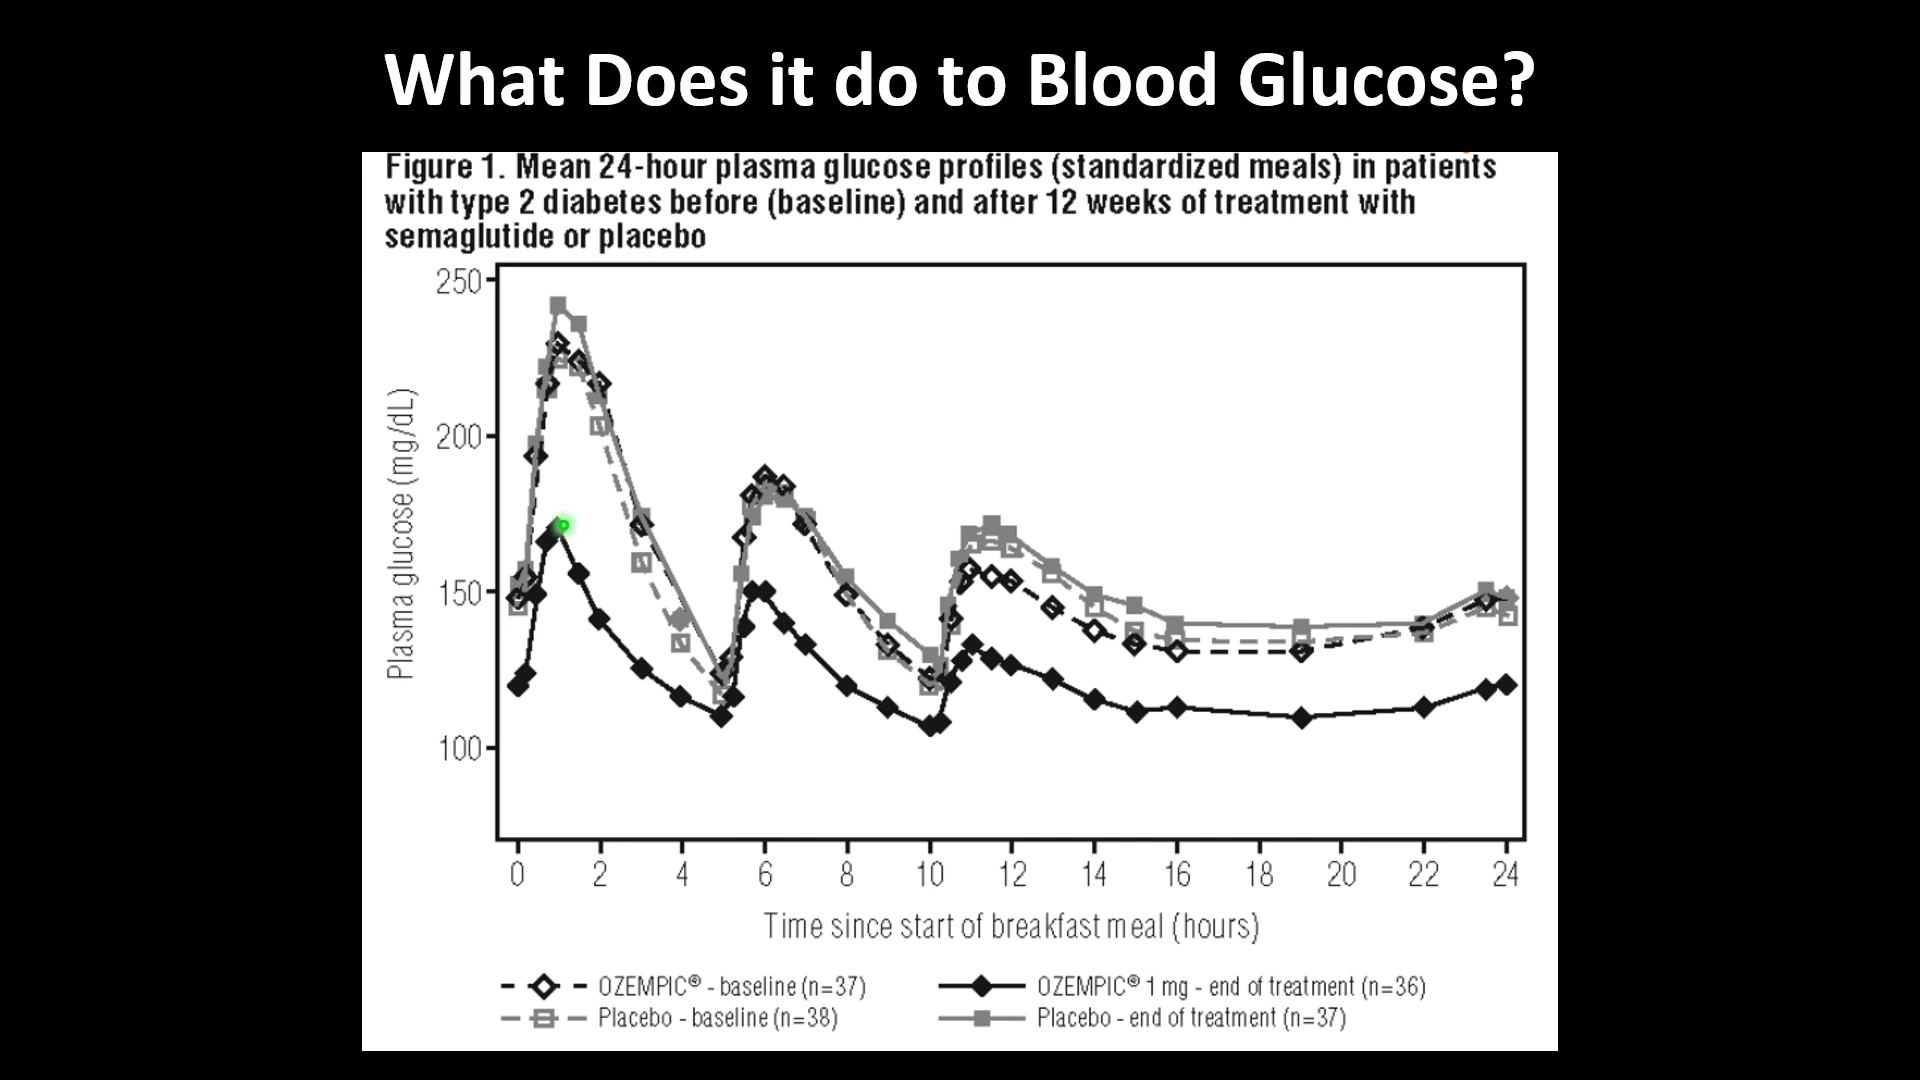 What Does it do to Blood Glucose?
Figure 1. Mean 24-hour plasma glucose profiles (standardized meals) in patients
with type 2 diabetes before (baseline) and after 12 weeks of treatment with
semaglutide or placebo
250
200
150
100
Plasma glucose (mg/dL)
0 2 4 6 8 10 12 14 16 18 20 22 24
Time since start of breakfast meal (hours)
OZEMPIC® - baseline (n=37)
OZEMPIC® 1 mg - end of treatment (n=36)
Placebo - baseline (n=38)
Placebo - end of treatment (n=37)